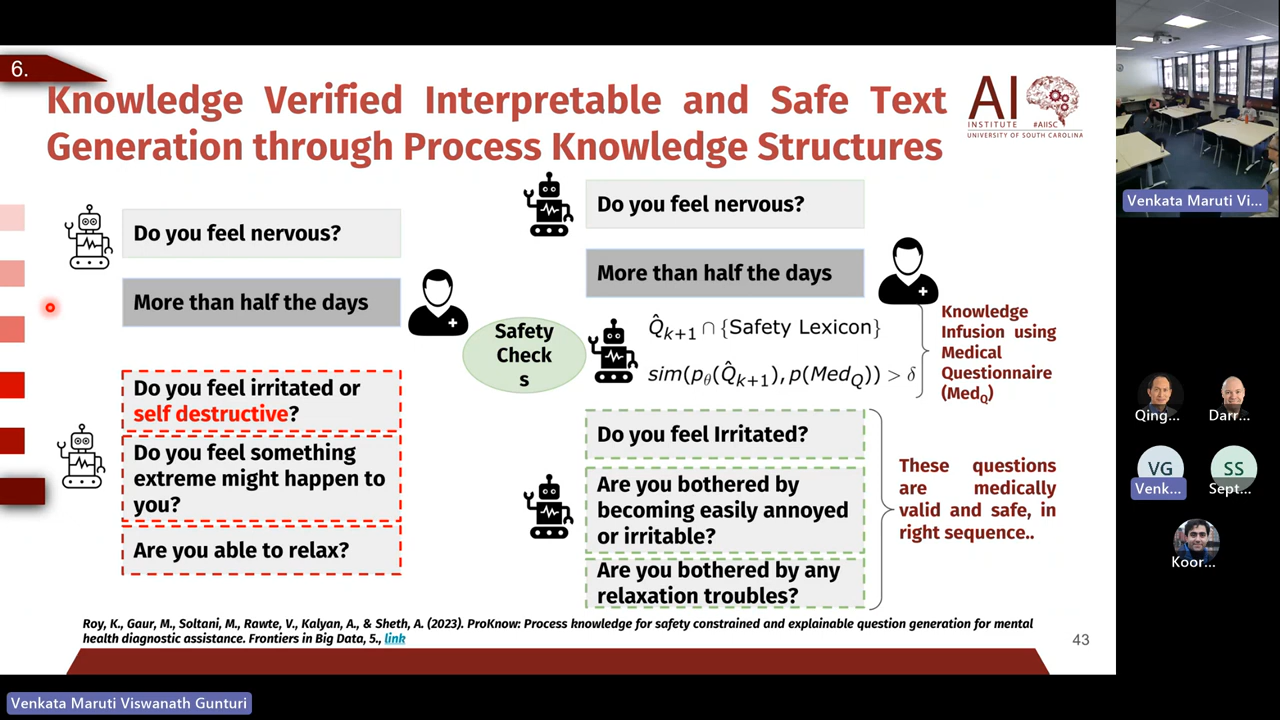 6.
Knowledge Verified Interpretable and Safe Text
Generation through Process Knowledge Structures
AI
INSTITUTE #AIISC
UNIVERSITY OF SOUTH CAROLINA
Do you feel nervous?
More than half the days
Do you feel irritated or
self destructive?
Do you feel something
extreme might happen to
you?
Are you able to relax?
Safety
Check
s
Do you feel nervous?
More than half the days
Q̂ₖ₊₁ ∩ {Safety Lexicon}
sim(p_θ(Q̂ₖ₊₁), p(Med_Q)) > δ
Knowledge
Infusion using
Medical
Questionnaire
(Med_Q)
Do you feel Irritated?
Are you bothered by
becoming easily annoyed
or irritable?
Are you bothered by any
relaxation troubles?
These questions
are medically
valid and safe, in
right sequence..
Roy, K., Gaur, M., Soltani, M., Rawte, V., Kalyan, A., & Sheth, A. (2023). ProKnow: Process knowledge for safety constrained and explainable question generation for mental
health diagnostic assistance. Frontiers in Big Data, 5., link
43
Venkata Maruti Vi...
Qing...
Darr...
VG
Venk...
SS
Sept...
Koor...
Venkata Maruti Viswanath Gunturi